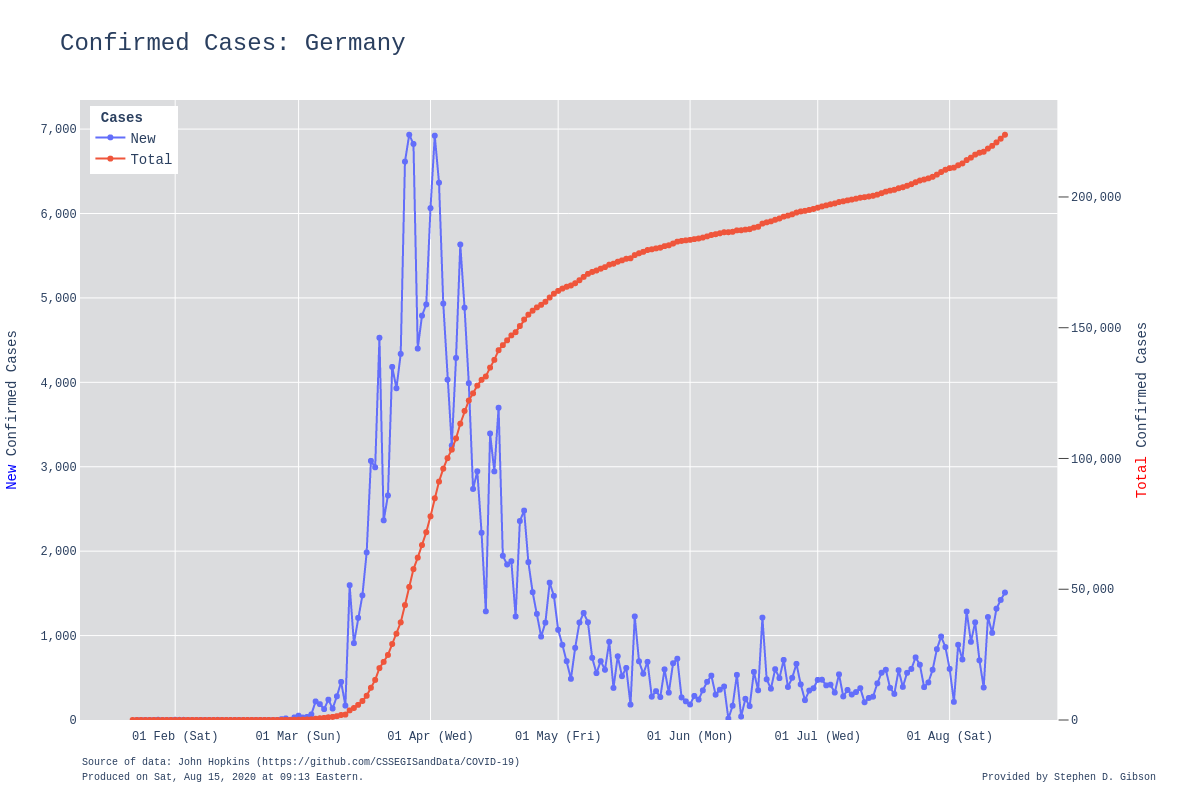 Confirmed Cases: Germany
Cases
New
Total
7,000
6,000
5,000
4,000
3,000
2,000
1,000
0
New Confirmed Cases
200,000
150,000
100,000
50,000
0
Total Confirmed Cases
01 Feb (Sat)
01 Mar (Sun)
01 Apr (Wed)
01 May (Fri)
01 Jun (Mon)
01 Jul (Wed)
01 Aug (Sat)
Source of data: John Hopkins (https://github.com/CSSEGISandData/COVID-19)
Produced on Sat, Aug 15, 2020 at 09:13 Eastern.
Provided by Stephen D. Gibson